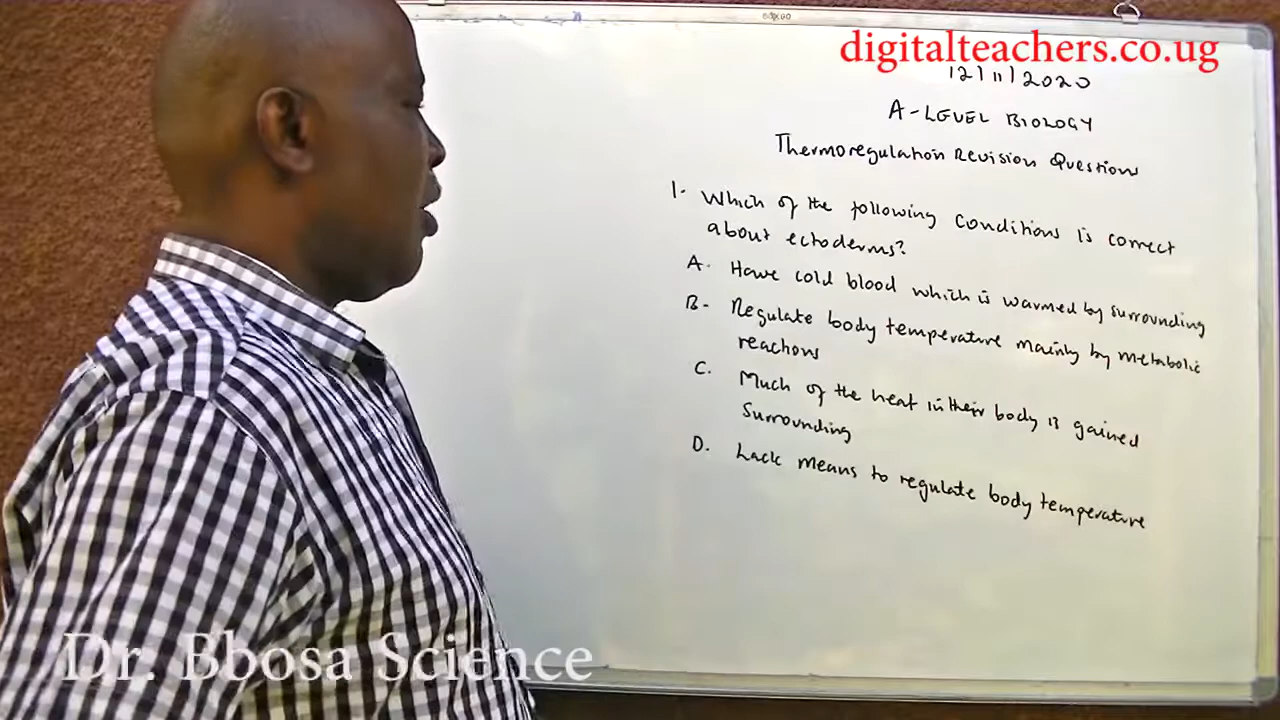 digitalteachers.co.ug
12/11/2020
A-LEVEL BIOLOGY
Thermoregulation Revision Questions
1. Which of the following conditions is correct
about ectoderms?
A. Have cold blood which is warmed by surrounding
B- Regulate body temperature mainly by metabolic
reactions
C. Much of the heat in their body is gained
Surrounding
D. Lack means to regulate body temperature
Dr. Bbosa Science